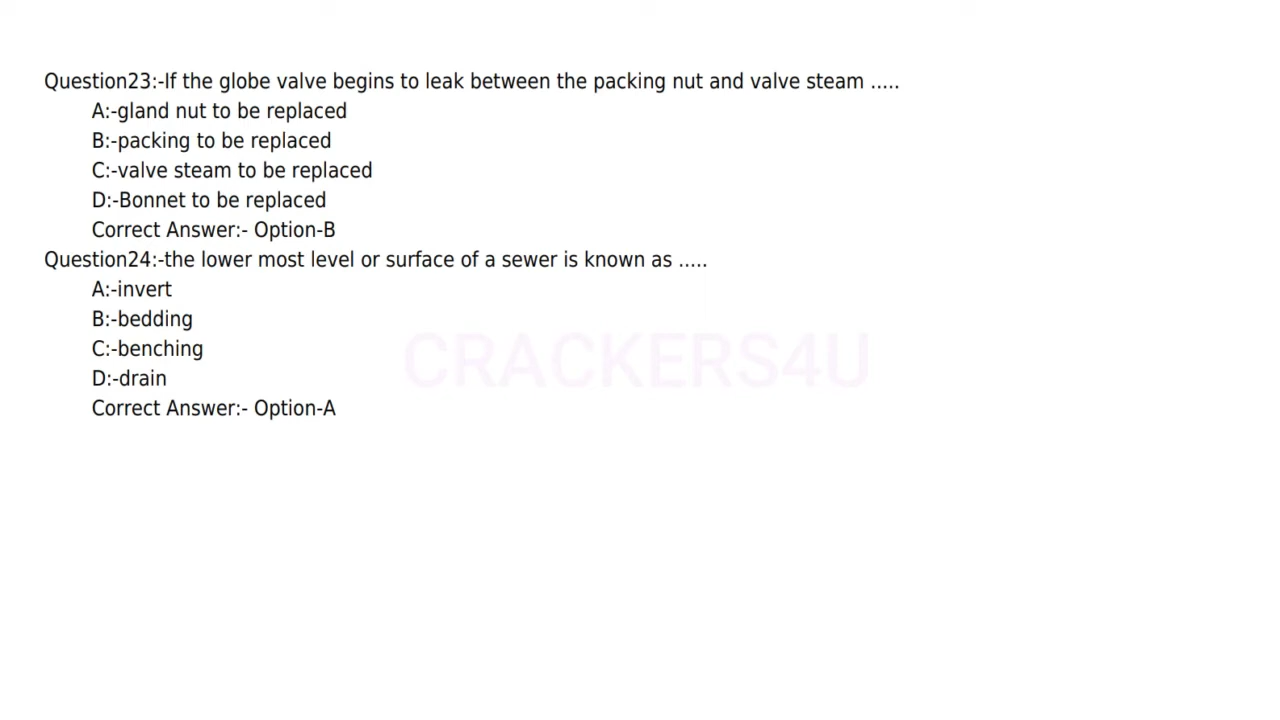 Question23:-If the globe valve begins to leak between the packing nut and valve steam .....
A:-gland nut to be replaced
B:-packing to be replaced
C:-valve steam to be replaced
D:-Bonnet to be replaced
Correct Answer:- Option-B
Question24:-the lower most level or surface of a sewer is known as .....
A:-invert
B:-bedding
C:-benching
CRACKERS4U
D:-drain
Correct Answer:- Option-A